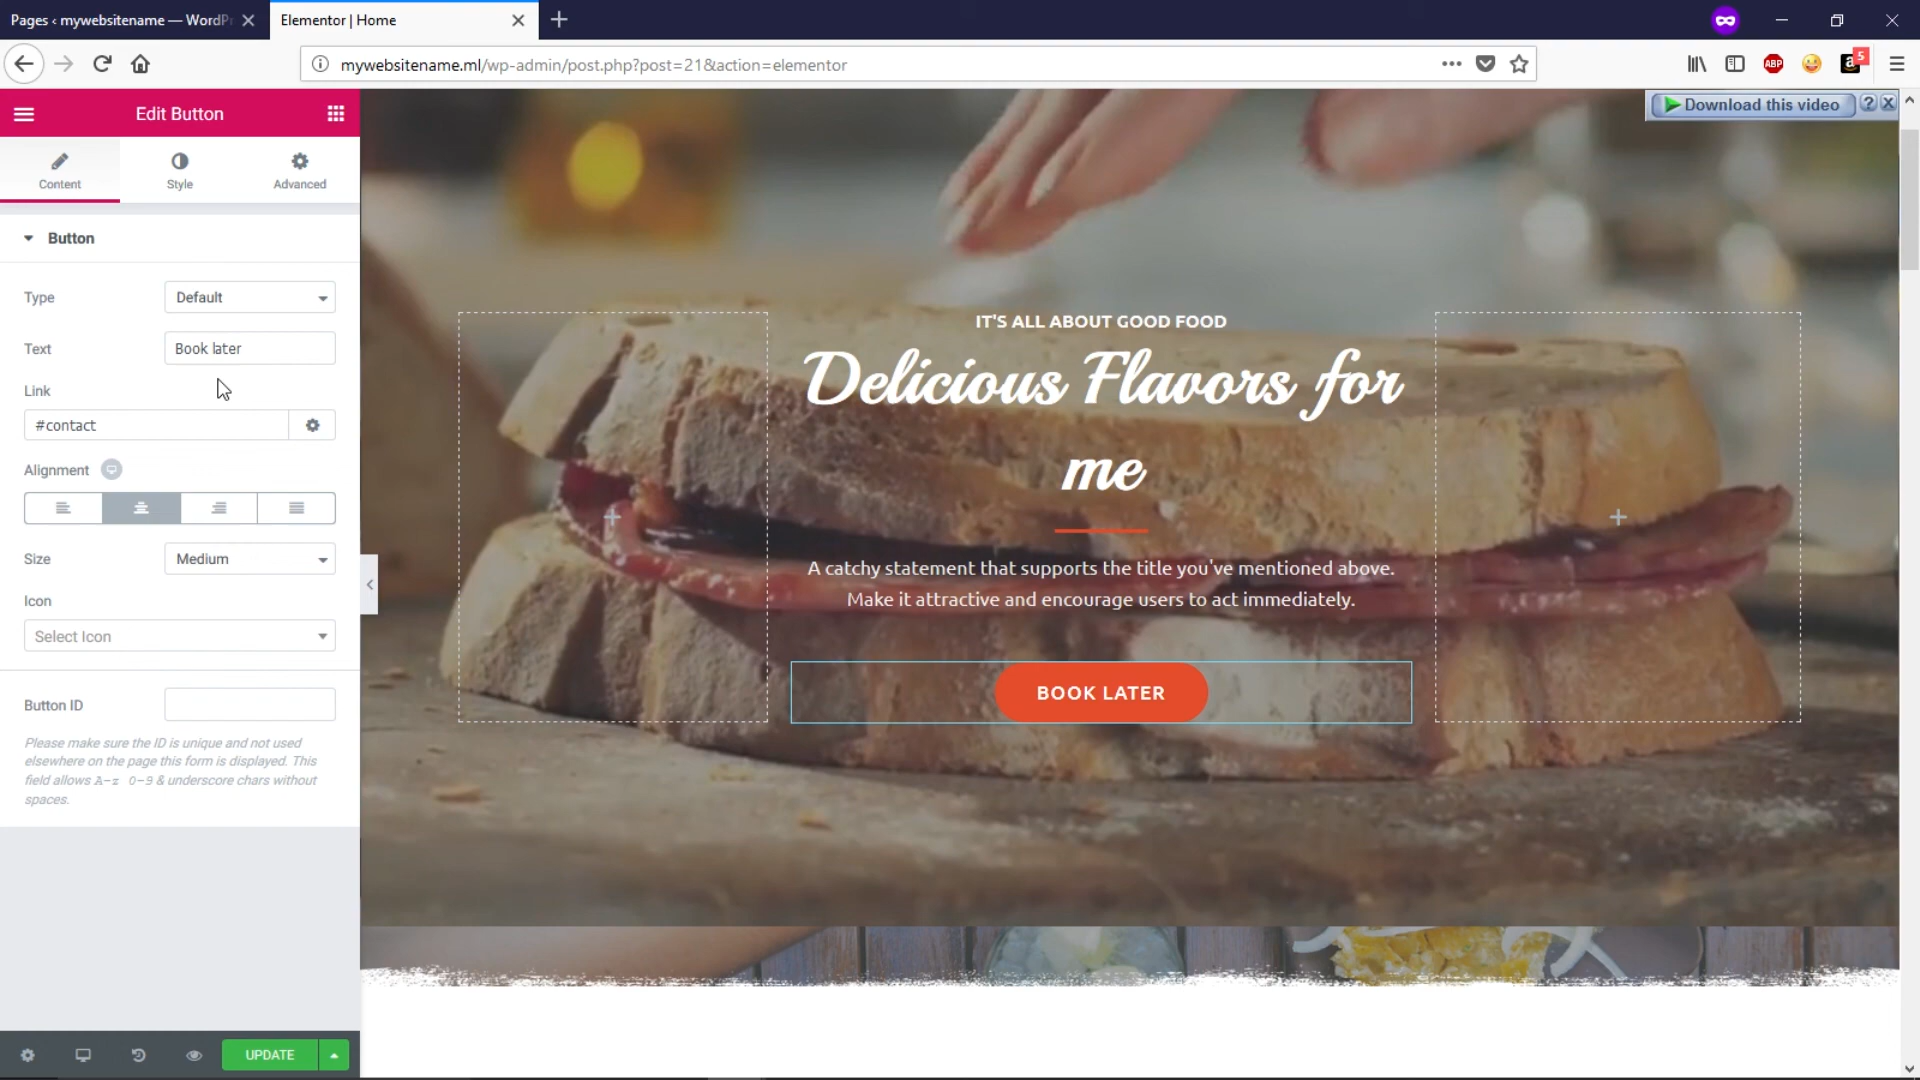 Pages ‹ mywebsitename — WordPr
Elementor | Home
mywebsitename.ml/wp-admin/post.php?post=21&action=elementor
ABP
a
5
Edit Button
Download this video
?
X
Content
Style
Advanced
Button
Type
Default
Text
Book later
Link
#contact
Alignment
Size
Medium
Icon
Select Icon
Button ID
Please make sure the ID is unique and not used
elsewhere on the page this form is displayed. This
field allows A-z 0-9 & underscore chars without
spaces.
UPDATE
IT'S ALL ABOUT GOOD FOOD
Delicious Flavors for
me
A catchy statement that supports the title you've mentioned above.
Make it attractive and encourage users to act immediately.
BOOK LATER